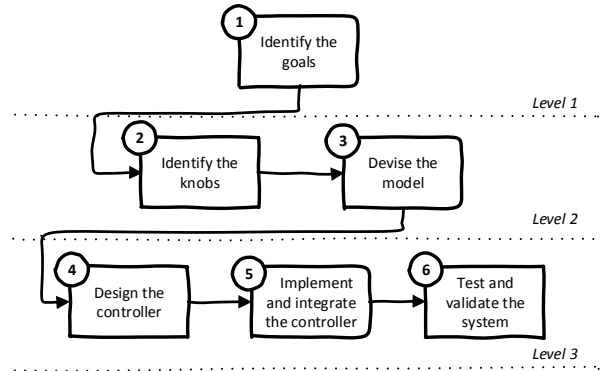 1
Identify the
goals
Level 1
2
Identify the
knobs
3
Devise the
model
Level 2
4
Design the
controller
5
Implement
and integrate
the controller
6
Test and
validate the
system
Level 3